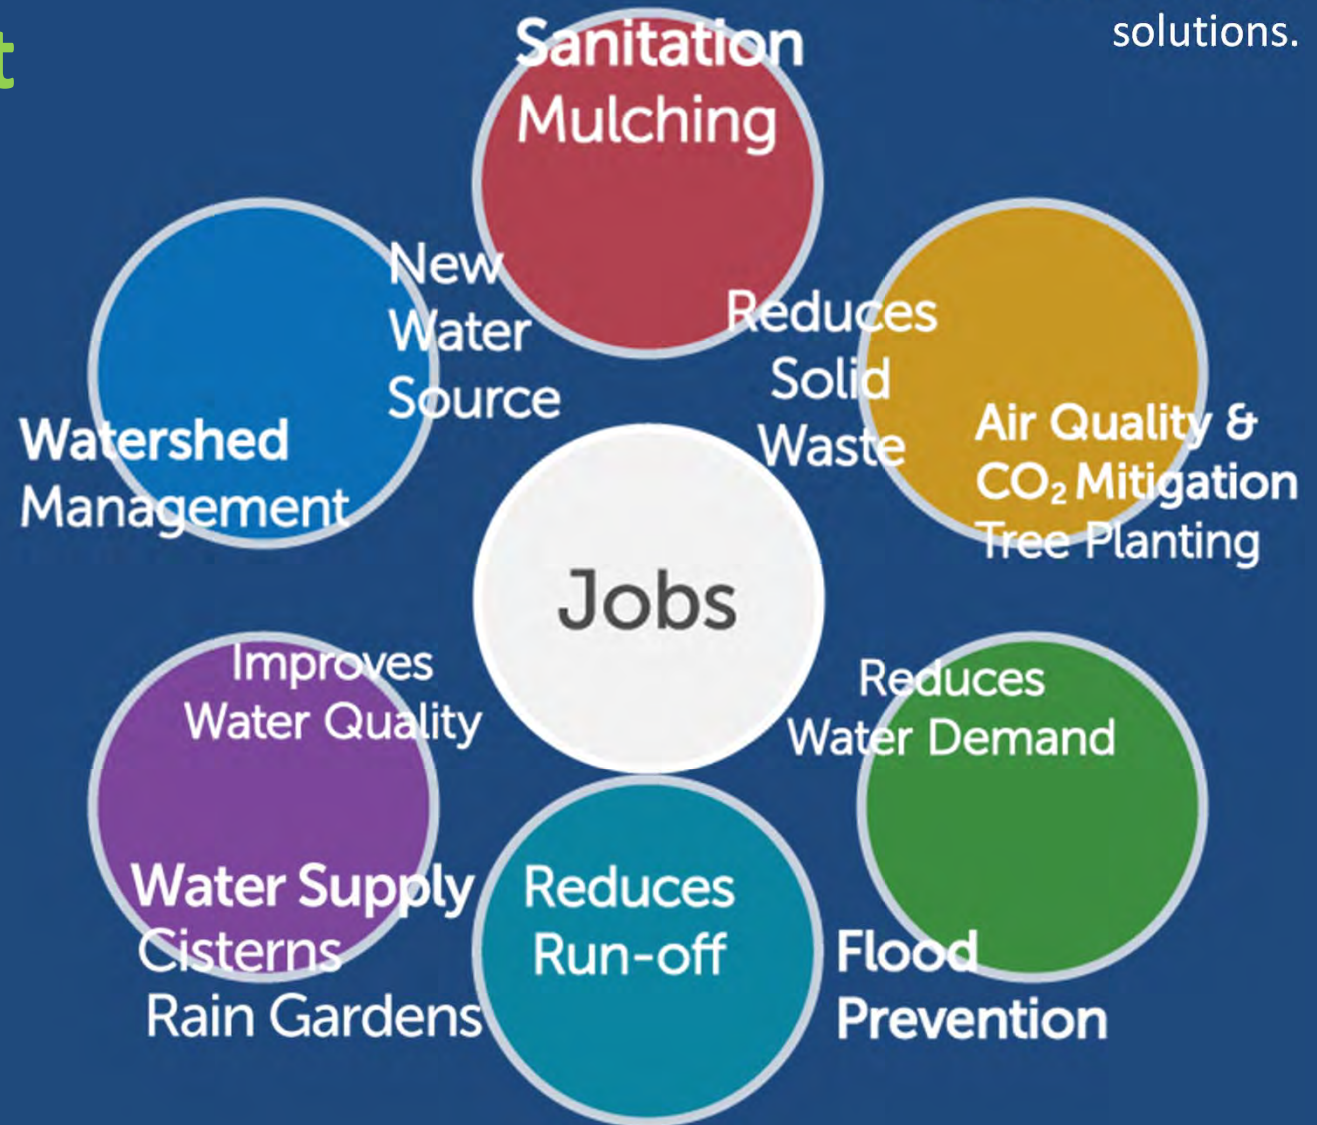 t
solutions.
Sanitation
Mulching
New
Water
Source
Reduces
Solid
Waste
Watershed
Management
Air Quality &
CO₂ Mitigation
Tree Planting
Jobs
Improves
Water Quality
Reduces
Water Demand
Water Supply
Cisterns
Rain Gardens
Reduces
Run-off
Flood
Prevention